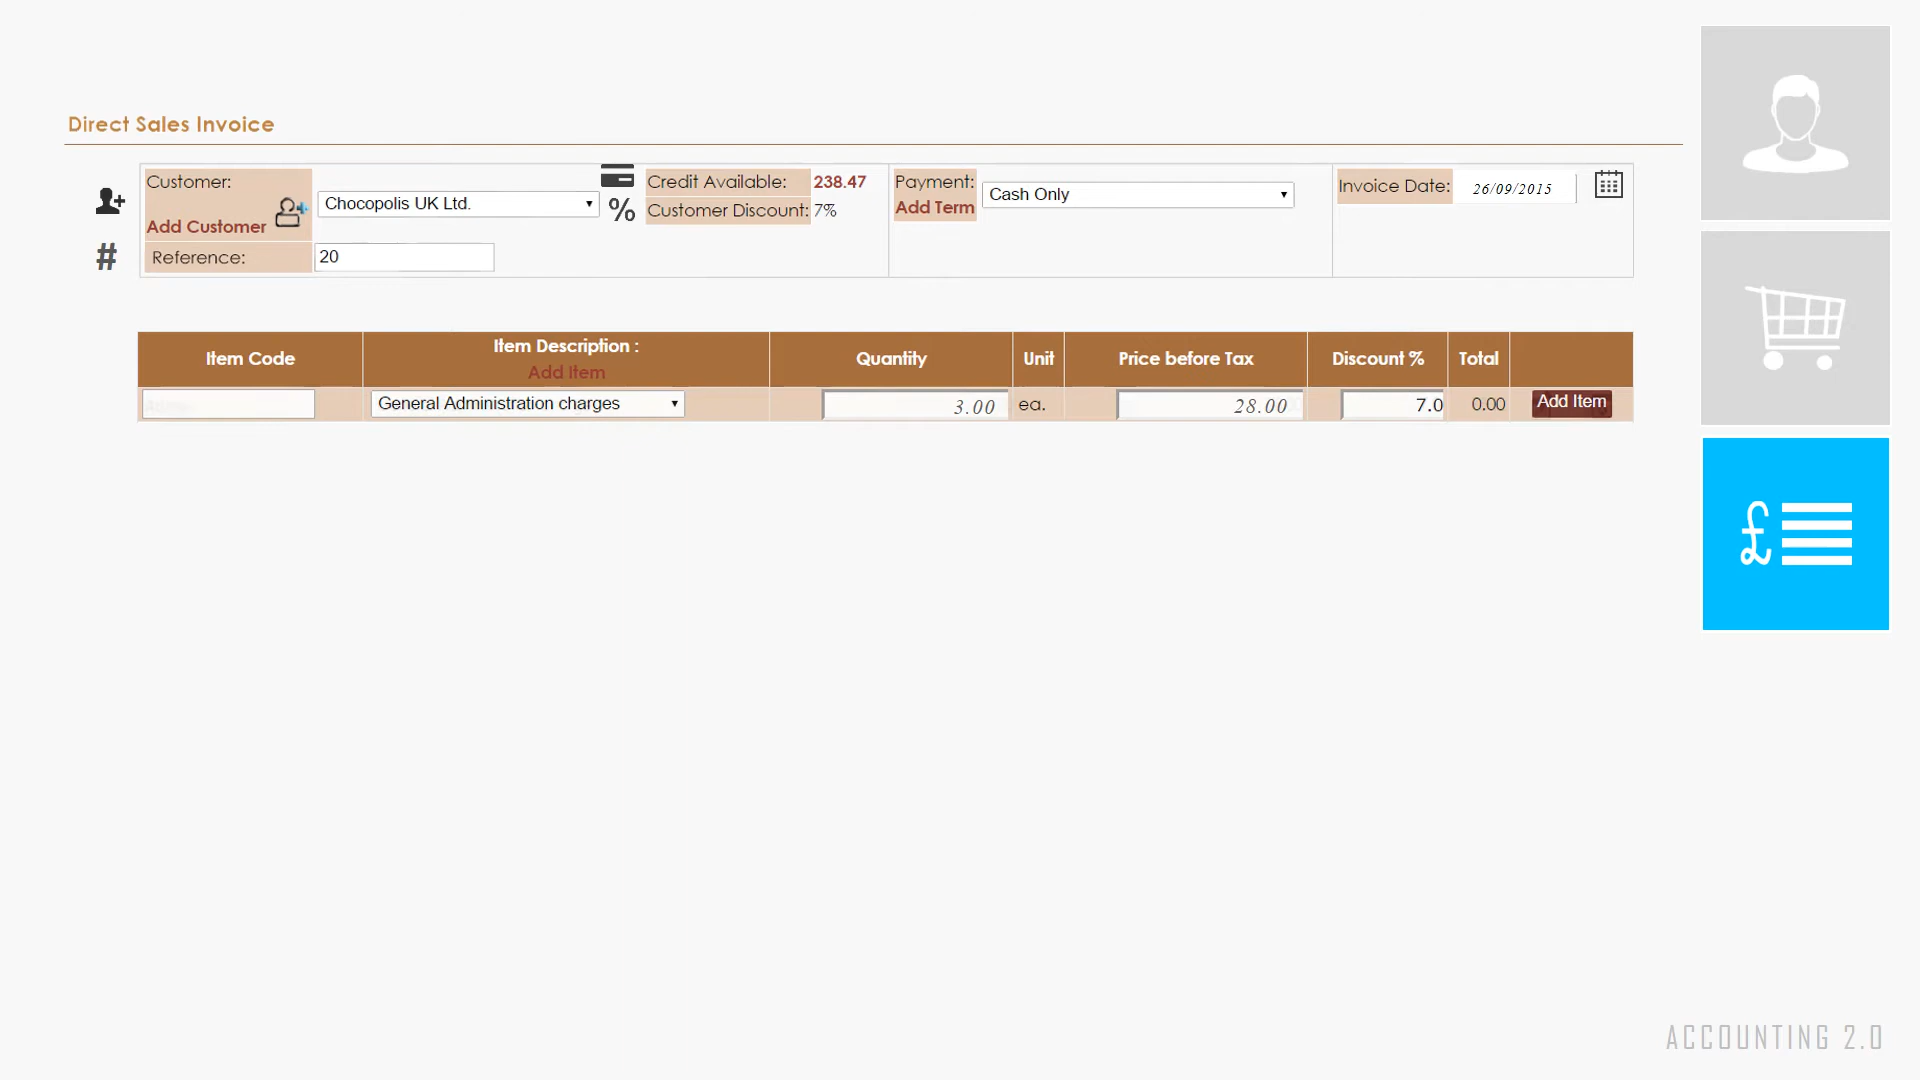 Direct Sales Invoice
Customer:
Add Customer
Chocopolis UK Ltd.
% Credit Available: 238.47
Customer Discount: 7%
Payment:
Add Term
Cash Only
Invoice Date: 26/09/2015
# Reference: 20
Item Code
Item Description :
Add Item
Quantity
Unit
Price before Tax
Discount %
Total
General Administration charges 3.00 ea. 28.00 7.0 0.00 Add Item
£
ACCOUNTING 2.0